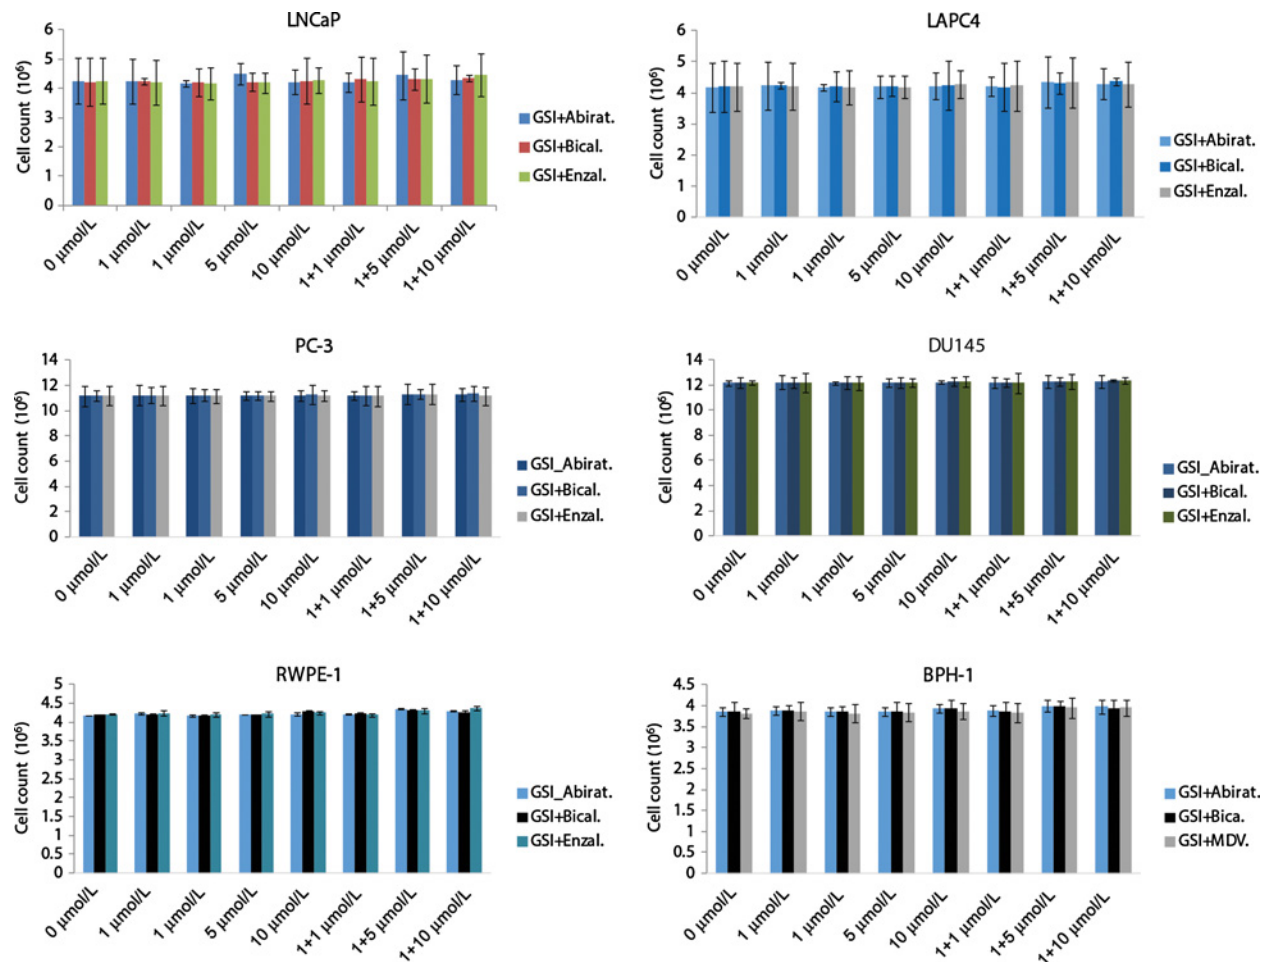 LNCaP
Cell count (10⁶)
6
5
4
3
2
1
0
0 µmol/L
1 µmol/L
1 µmol/L
5 µmol/L
10 µmol/L
1+1 µmol/L
1+5 µmol/L
1+10 µmol/L
GSI+Abirat.
GSI+Bical.
GSI+Enzal.
LAPC4
Cell count (10⁶)
6
5
4
3
2
1
0
0 µmol/L
1 µmol/L
1 µmol/L
5 µmol/L
10 µmol/L
1+1 µmol/L
1+5 µmol/L
1+10 µmol/L
GSI+Abirat.
GSI+Bical.
GSI+Enzal.
PC-3
Cell count (10⁶)
14
12
10
8
6
4
2
0
0 µmol/L
1 µmol/L
1 µmol/L
5 µmol/L
10 µmol/L
1+1 µmol/L
1+5 µmol/L
1+10 µmol/L
GSI_Abirat.
GSI+Bical.
GSI+Enzal.
DU145
Cell count (10⁶)
14
12
10
8
6
4
2
0
0 µmol/L
1 µmol/L
1 µmol/L
5 µmol/L
10 µmol/L
1+1 µmol/L
1+5 µmol/L
1+10 µmol/L
GSI_Abirat.
GSI+Bical.
GSI+Enzal.
RWPE-1
Cell count (10⁶)
5
4.5
4
3.5
3
2.5
2
1.5
1
0.5
0
0 µmol/L
1 µmol/L
1 µmol/L
5 µmol/L
10 µmol/L
1+1 µmol/L
1+5 µmol/L
1+10 µmol/L
GSI_Abirat.
GSI+Bical.
GSI+Enzal.
BPH-1
Cell count (10⁶)
4.5
4
3.5
3
2.5
2
1.5
1
0.5
0
0 µmol/L
1 µmol/L
1 µmol/L
5 µmol/L
10 µmol/L
1+1 µmol/L
1+5 µmol/L
1+10 µmol/L
GSI+Abirat.
GSI+Bica.
GSI+MDV.